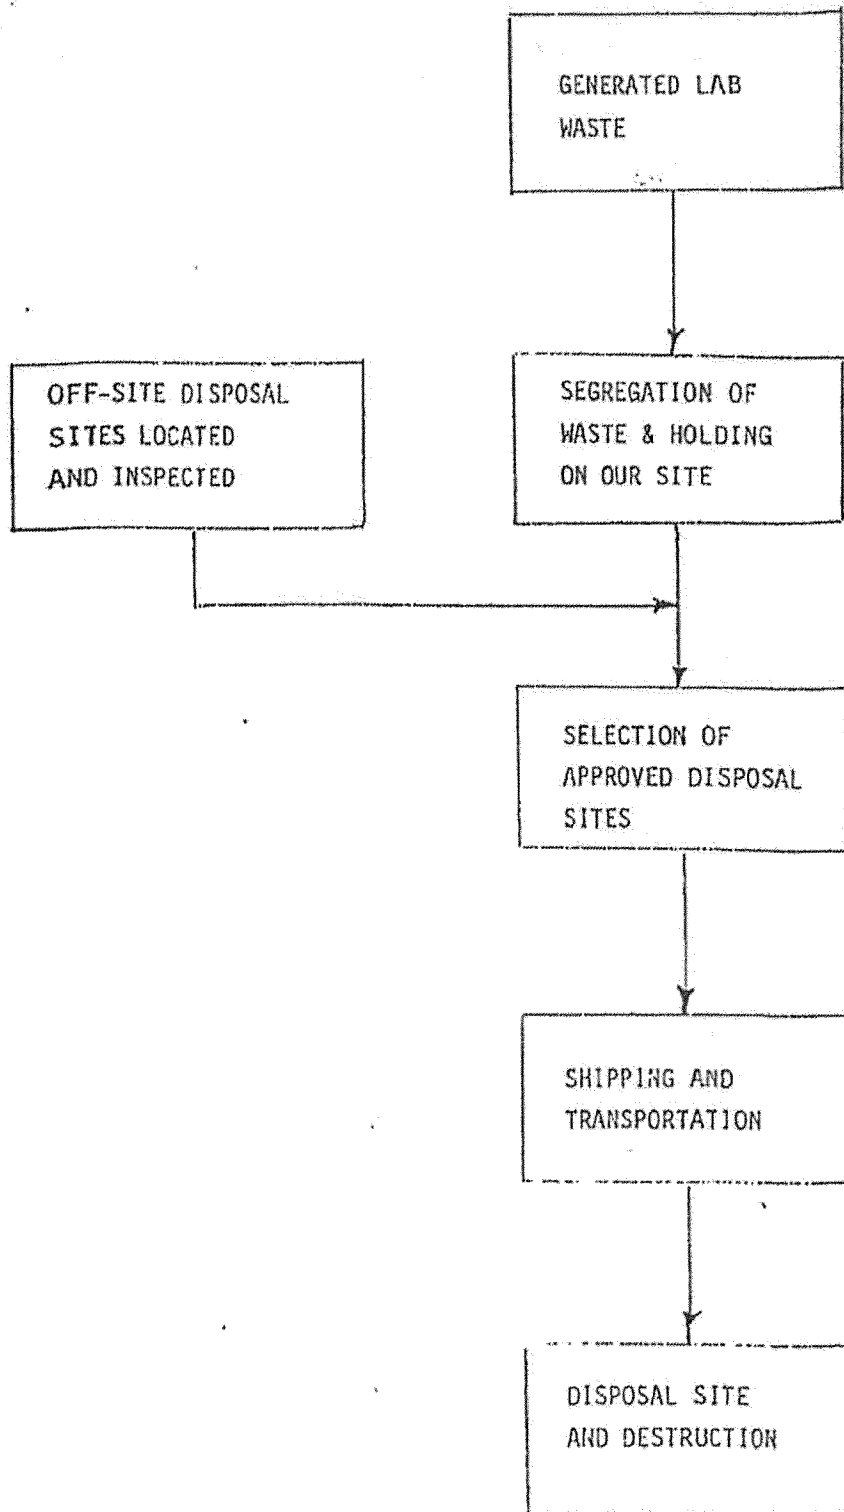 GENERATED LAB
WASTE
OFF-SITE DISPOSAL
SITES LOCATED
AND INSPECTED
SEGREGATION OF
WASTE & HOLDING
ON OUR SITE
SELECTION OF
APPROVED DISPOSAL
SITES
SHIPPING AND
TRANSPORTATION
DISPOSAL SITE
AND DESTRUCTION